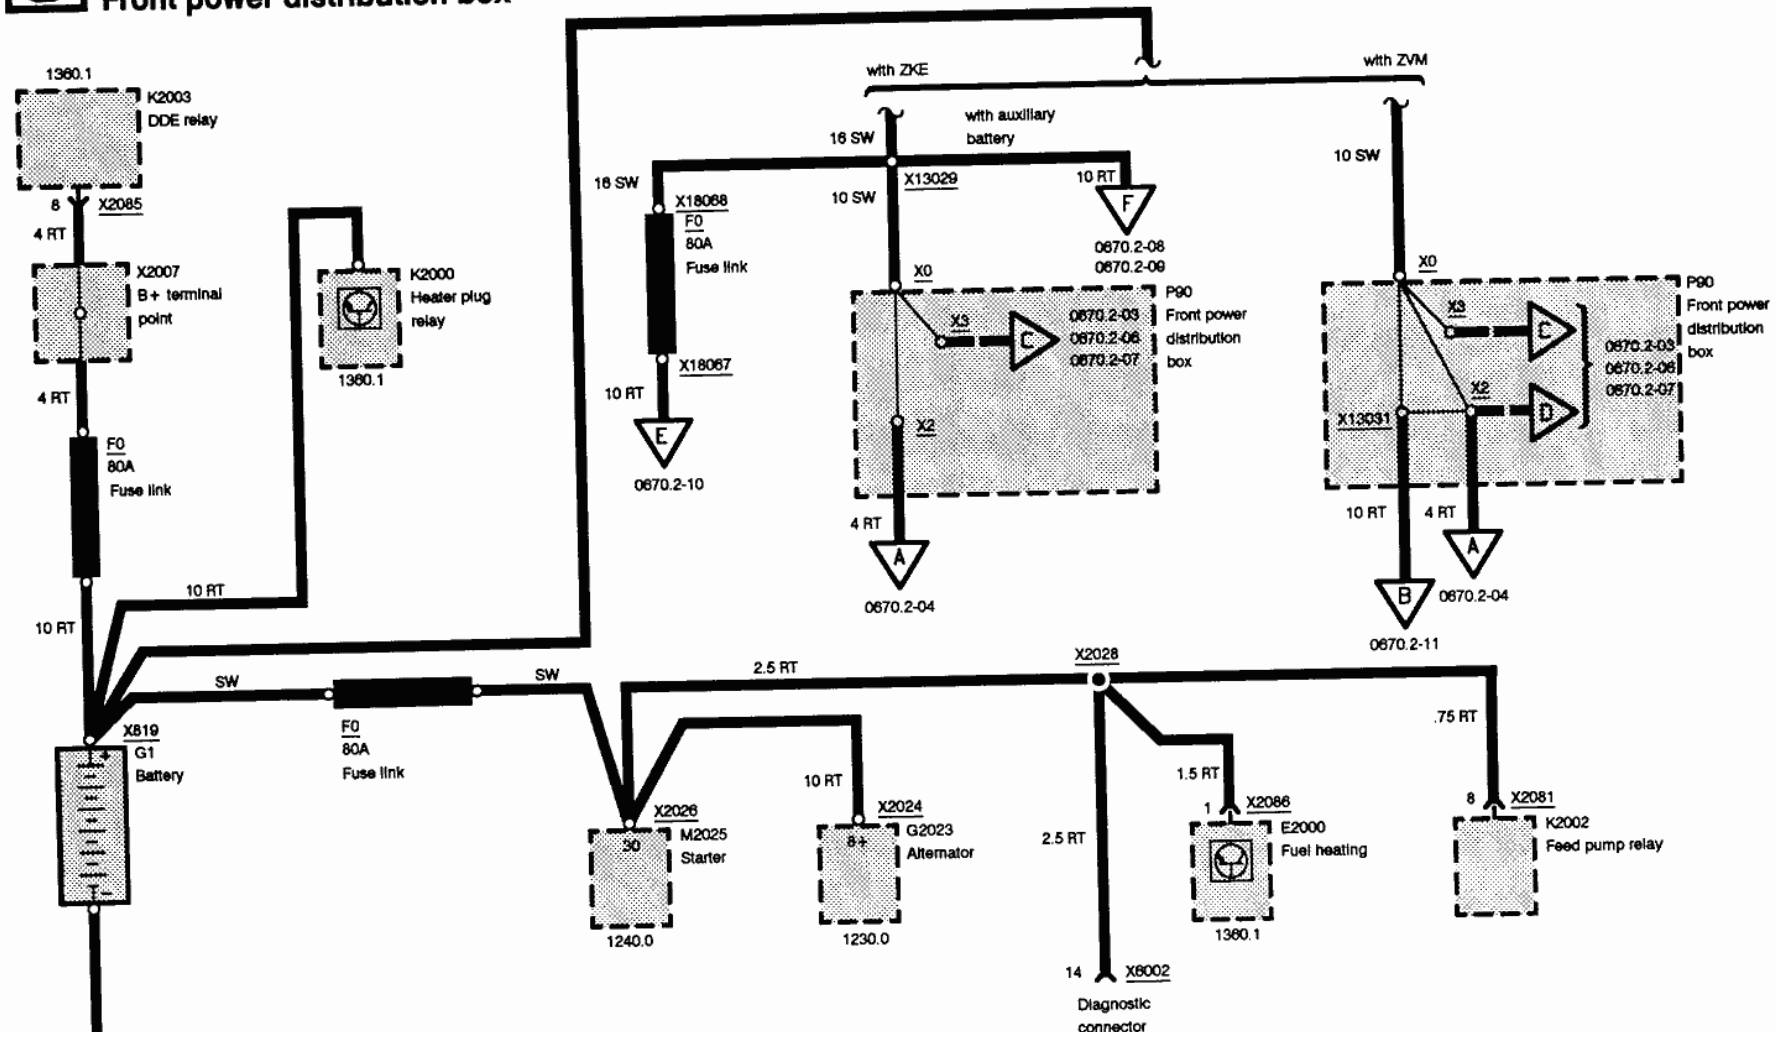 Front power distribution box
1360.1
K2003
DDE relay
8
X2085
4 RT
X2007
B+ terminal
point
4 RT
F0
80A
Fuse link
10 RT
10 RT
K2000
Heater plug
relay
1360.1
with ZKE
with ZVM
with auxiliary
battery
16 SW
16 SW
X13029
10 SW
10 RT
F
0670.2-08
0670.2-09
X18068
F0
80A
Fuse link
X18067
10 RT
E
0670.2-10
X0
P90
Front power
distribution
box
X3
C
0670.2-03
0670.2-06
0670.2-07
X2
4 RT
A
0670.2-04
10 SW
X0
P90
Front power
distribution
box
X3
C
0670.2-03
0670.2-06
0670.2-07
X2
D
X13031
10 RT
4 RT
A
B
0670.2-04
0670.2-11
SW
SW
F0
80A
Fuse link
X819
G1
Battery
+
-
2.5 RT
X2028
.75 RT
10 RT
1.5 RT
X2026
M2025
Starter
30
1240.0
X2024
G2023
Alternator
B+
1230.0
2.5 RT
1
X2086
E2000
Fuel heating
1360.1
8
X2081
K2002
Feed pump relay
14
X6002
Diagnostic
connector